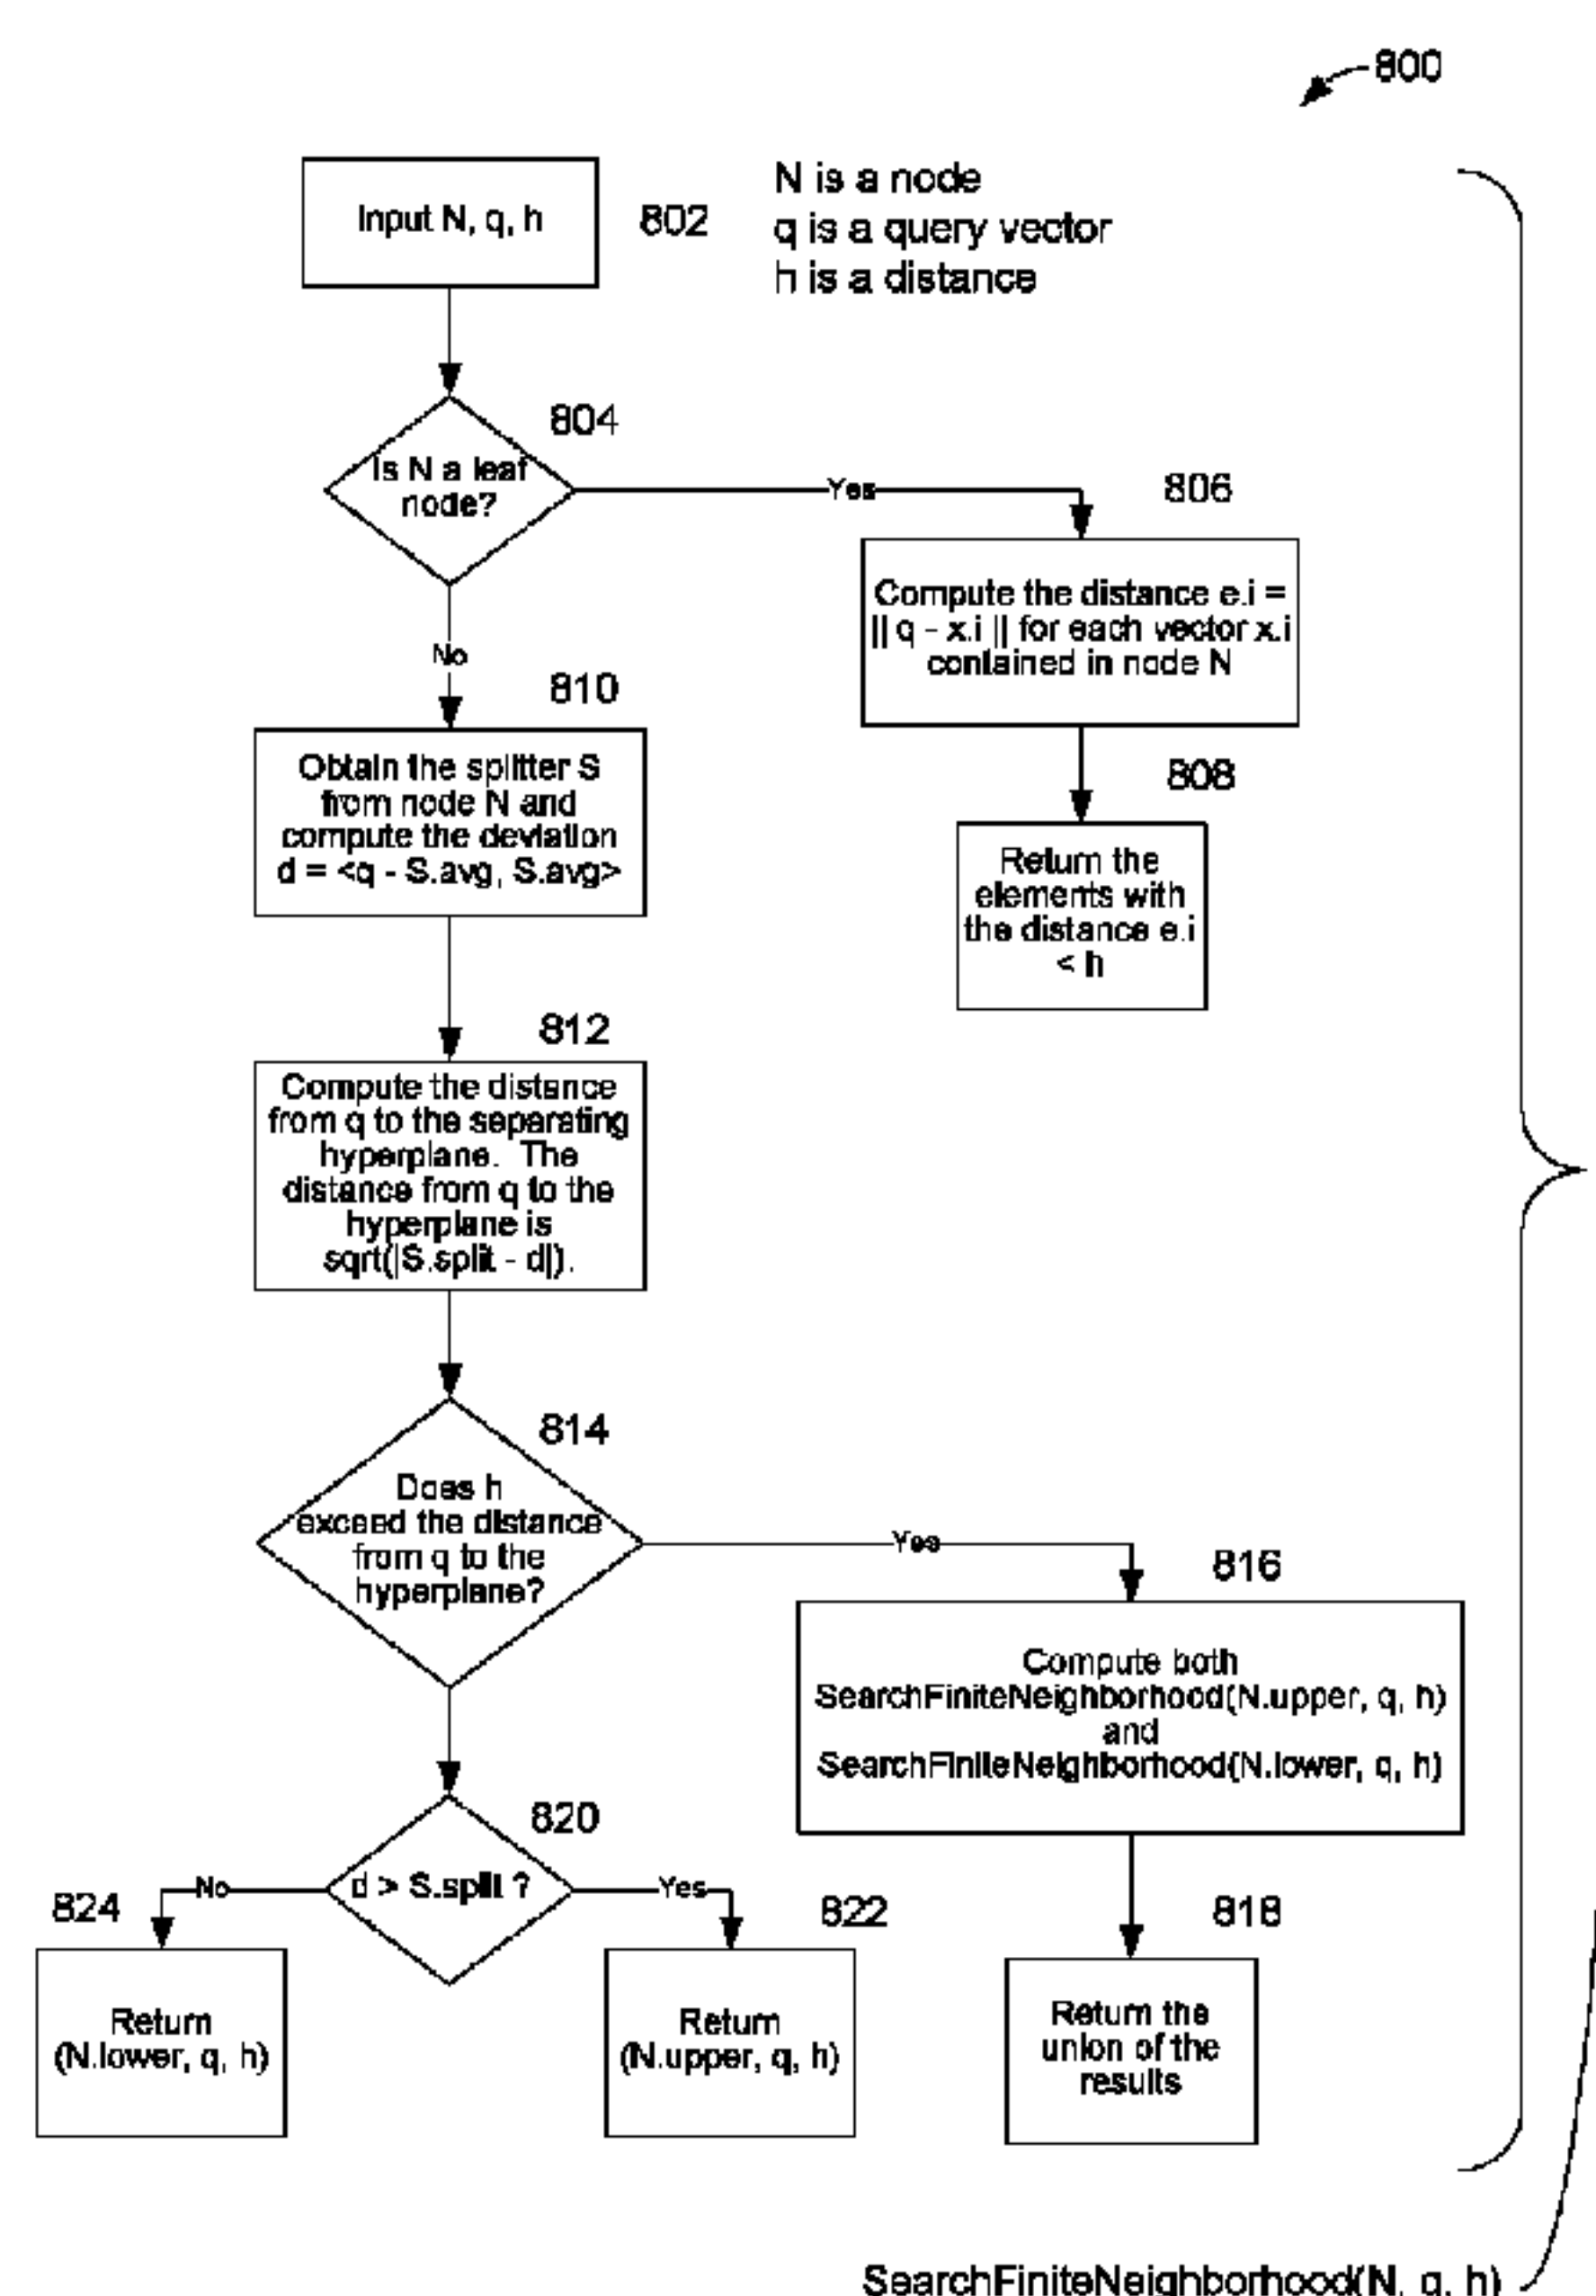 800
Input N, q, h
802
N is a node
q is a query vector
h is a distance
804
Is N a leaf
node?
Yes
806
Compute the distance e.i =
|| q - x.i || for each vector x.i
contained in node N
No
810
808
Obtain the splitter S
from node N and
compute the deviation
d = <q - S.avg, S.avg>
Return the
elements with
the distance e.i
< h
812
Compute the distance
from q to the separating
hyperplane. The
distance from q to the
hyperplane is
sqrt(|S.split - d|).
814
Does h
exceed the distance
from q to the
hyperplane?
Yes
816
Compute both
SearchFiniteNeighborhood(N.upper, q, h)
and
SearchFiniteNeighborhood(N.lower, q, h)
820
d > S.split ?
No
Yes
824
822
818
Return
(N.lower, q, h)
Return
(N.upper, q, h)
Return the
union of the
results
SearchFiniteNeighborhood(N, q, h)